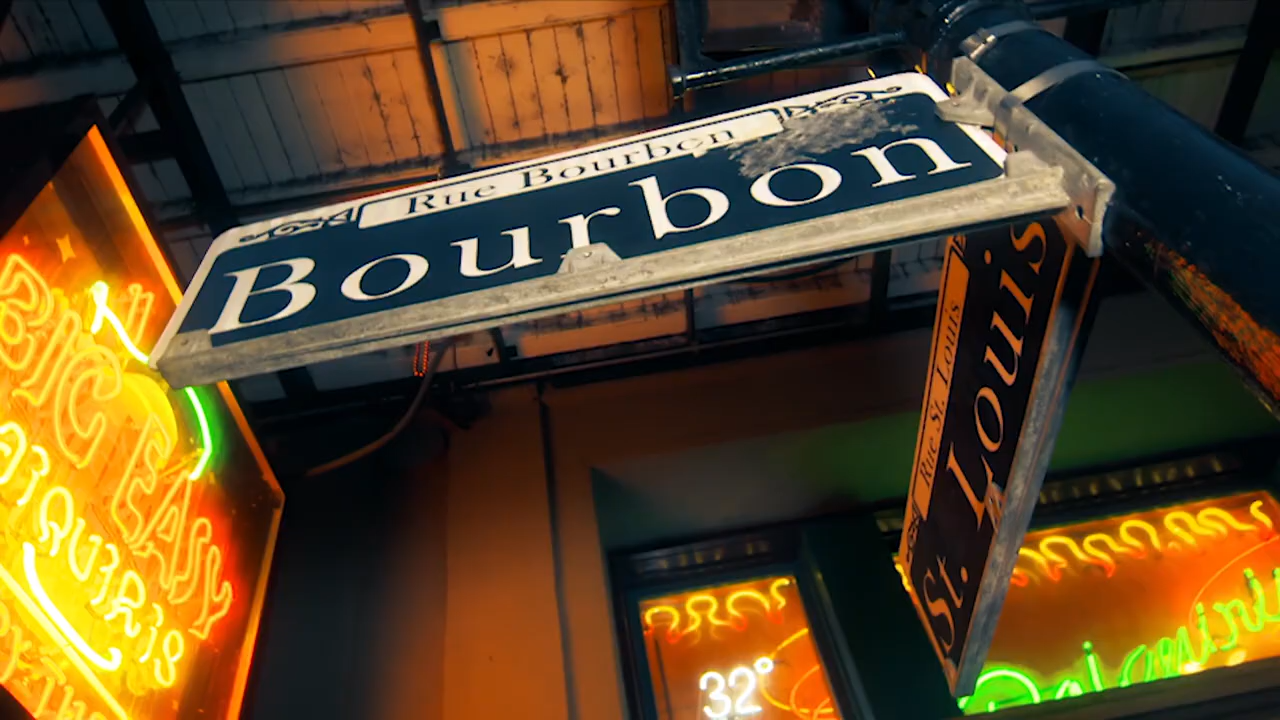 Rue Bourbon
Bourbon
Rue St. Louis
St. Louis
BIG EASY
DAIQUIRIS
32°